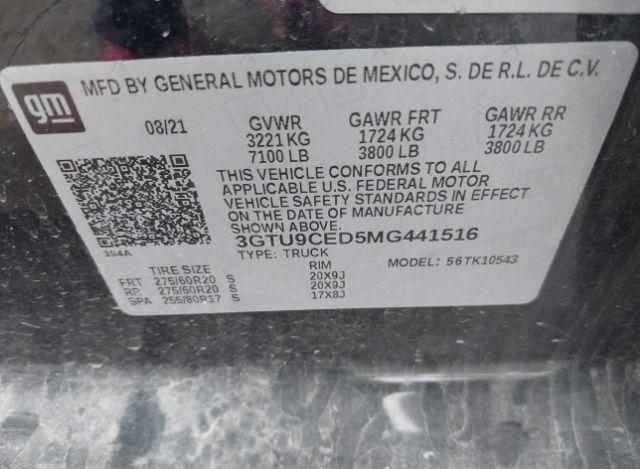 gm
MFD BY GENERAL MOTORS DE MEXICO, S. DE R.L. DE C.V.
08/21 GVWR GAWR FRT GAWR RR
3221 KG 1724 KG 1724 KG
7100 LB 3800 LB 3800 LB
THIS VEHICLE CONFORMS TO ALL
APPLICABLE U.S. FEDERAL MOTOR
VEHICLE SAFETY STANDARDS IN EFFECT
ON THE DATE OF MANUFACTURE
SHOWN ABOVE.
3GTU9CED5MG441516
TYPE: TRUCK MODEL: 56TK10543
394A
TIRE SIZE RIM
FRT 275/60R20 S 20X9J
RR 275/60R20 S 20X9J
SPA 255/80R17 S 17X8J